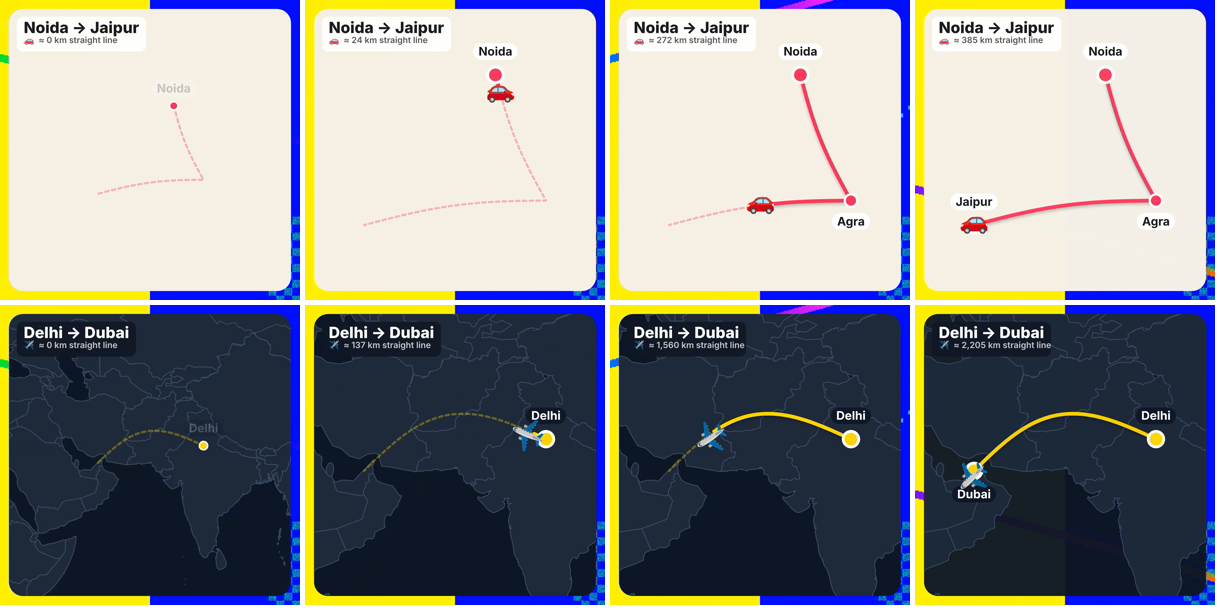 Noida → Jaipur
🚗 ≈ 0 km straight line
Noida
Noida → Jaipur
🚗 ≈ 24 km straight line
Noida
Noida → Jaipur
🚗 ≈ 272 km straight line
Noida
Agra
Noida → Jaipur
🚗 ≈ 385 km straight line
Noida
Jaipur
Agra
Delhi → Dubai
✈️ ≈ 0 km straight line
Delhi
Delhi → Dubai
✈️ ≈ 137 km straight line
Delhi
Delhi → Dubai
✈️ ≈ 1,560 km straight line
Delhi
Delhi → Dubai
✈️ ≈ 2,205 km straight line
Delhi
Dubai